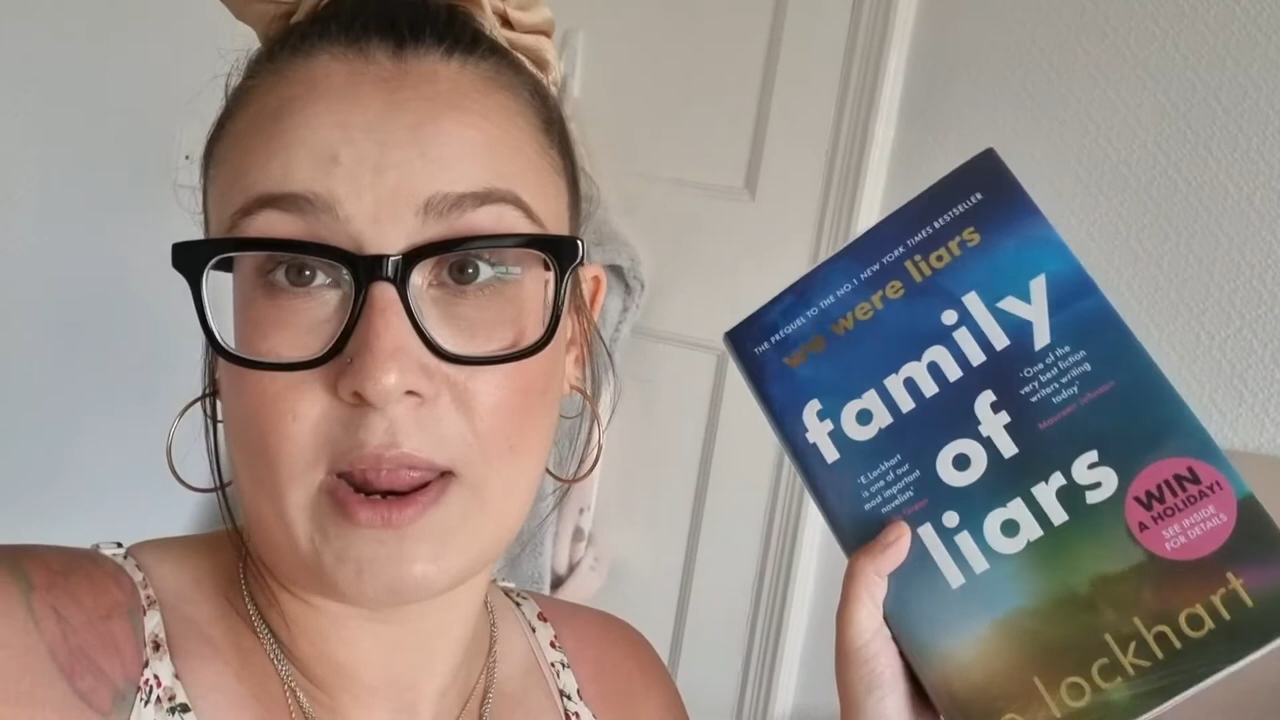 THE PREQUEL TO THE NO.1 NEW YORK TIMES BESTSELLER
we were liars
family
of
liars
'One of the
very best fiction
writers writing
today'
Maureen Johnson
'E. Lockhart
is one of our
most important
novelists'
WIN
A HOLIDAY!
SEE INSIDE
FOR DETAILS
lockhart